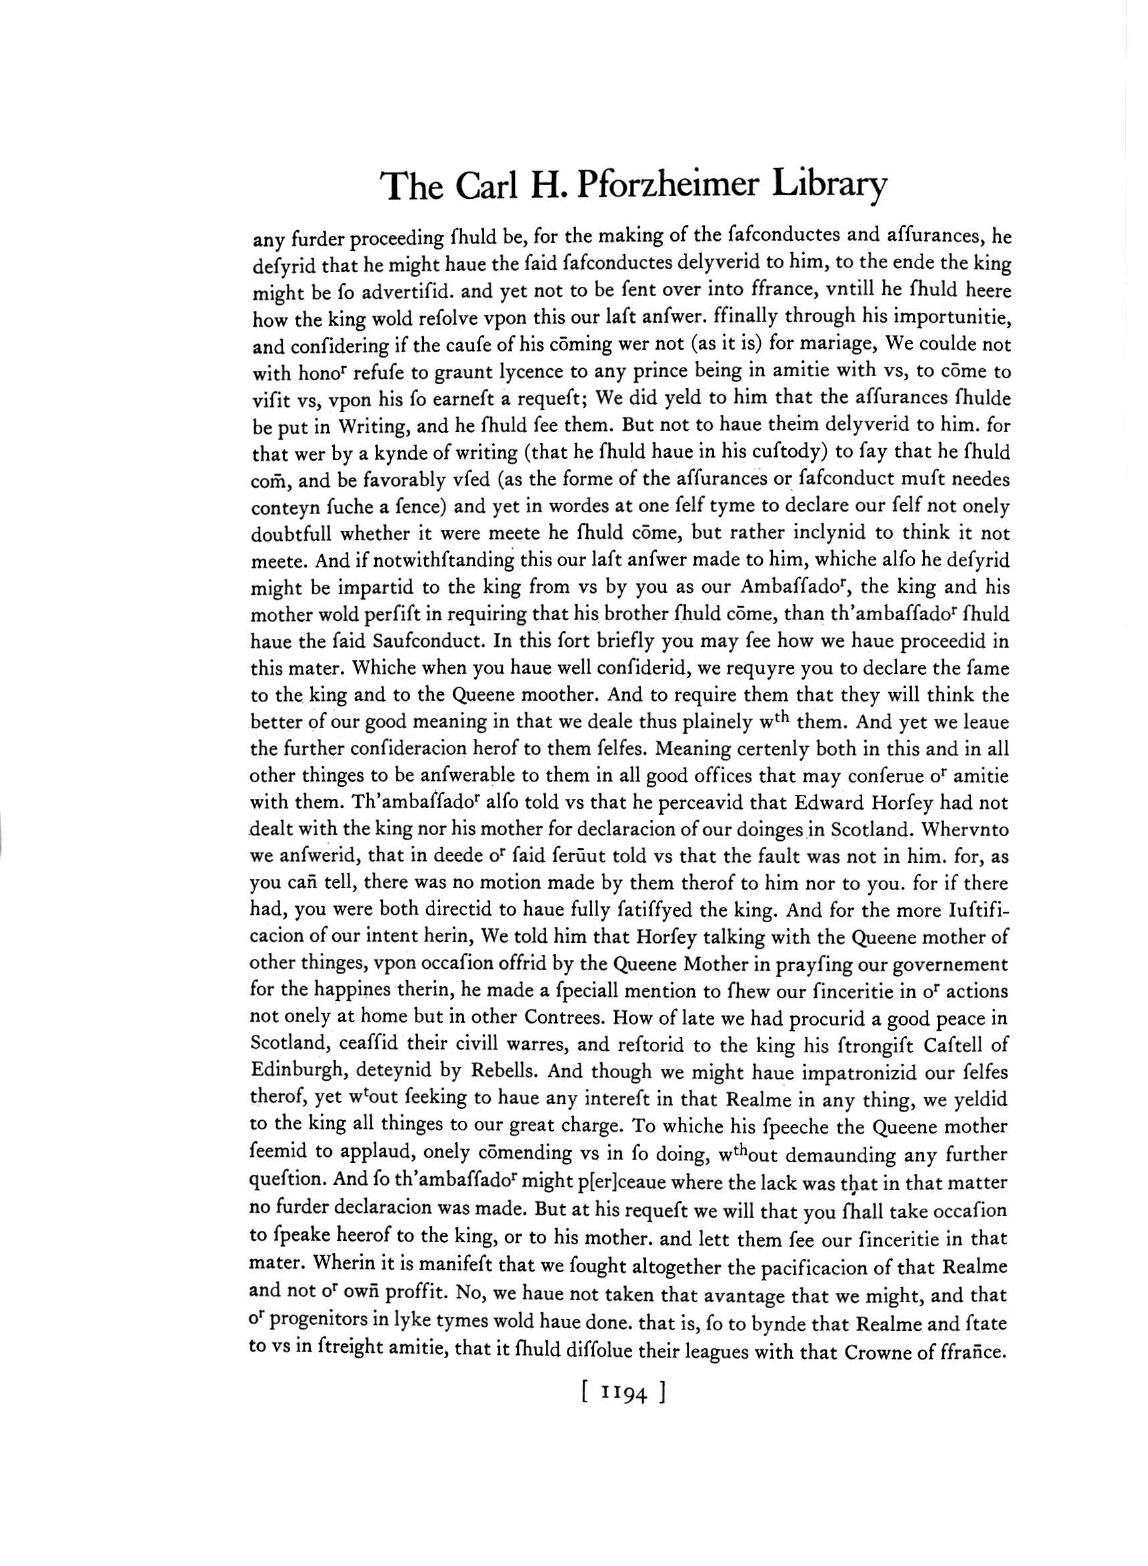 The Carl H. Pforzheimer Library
any furder proceeding ſhuld be, for the making of the ſafconductes and aſſurances, he
deſyrid that he might haue the ſaid ſafconductes delyverid to him, to the ende the king
might be ſo advertiſid. and yet not to be ſent over into ffrance, vntill he ſhuld heere
how the king wold reſolve vpon this our laſt anſwer. ffinally through his importunitie,
and conſidering if the cauſe of his cōming wer not (as it is) for mariage, We coulde not
with honoʳ refuſe to graunt lycence to any prince being in amitie with vs, to cōme to
viſit vs, vpon his ſo earneſt a requeſt; We did yeld to him that the aſſurances ſhulde
be put in Writing, and he ſhuld ſee them. But not to haue theim delyverid to him. for
that wer by a kynde of writing (that he ſhuld haue in his cuſtody) to ſay that he ſhuld
com̄, and be favorably vſed (as the forme of the aſſurances or ſafconduct muſt needes
conteyn ſuche a ſence) and yet in wordes at one ſelf tyme to declare our ſelf not onely
doubtfull whether it were meete he ſhuld cōme, but rather inclynid to think it not
meete. And if notwithſtanding this our laſt anſwer made to him, whiche alſo he deſyrid
might be impartid to the king from vs by you as our Ambaſſadoʳ, the king and his
mother wold perſiſt in requiring that his brother ſhuld cōme, than th'ambaſſadoʳ ſhuld
haue the ſaid Saufconduct. In this ſort briefly you may ſee how we haue proceedid in
this mater. Whiche when you haue well conſiderid, we requyre you to declare the ſame
to the king and to the Queene moother. And to require them that they will think the
better of our good meaning in that we deale thus plainely wᵗʰ them. And yet we leaue
the further conſideracion herof to them ſelfes. Meaning certenly both in this and in all
other thinges to be anſwerable to them in all good offices that may conſerue oʳ amitie
with them. Th'ambaſſadoʳ alſo told vs that he perceavid that Edward Horſey had not
dealt with the king nor his mother for declaracion of our doinges in Scotland. Whervnto
we anſwerid, that in deede oʳ ſaid ſerūut told vs that the fault was not in him. for, as
you can̄ tell, there was no motion made by them therof to him nor to you. for if there
had, you were both directid to haue fully ſatiſſyed the king. And for the more Iuſtifi-
cacion of our intent herin, We told him that Horſey talking with the Queene mother of
other thinges, vpon occaſion offrid by the Queene Mother in prayſing our governement
for the happines therin, he made a ſpeciall mention to ſhew our ſinceritie in oʳ actions
not onely at home but in other Contrees. How of late we had procurid a good peace in
Scotland, ceaſſid their civill warres, and reſtorid to the king his ſtrongiſt Caſtell of
Edinburgh, deteynid by Rebells. And though we might haue impatronizid our ſelfes
therof, yet wᵗout ſeeking to haue any intereſt in that Realme in any thing, we yeldid
to the king all thinges to our great charge. To whiche his ſpeeche the Queene mother
ſeemid to applaud, onely cōmending vs in ſo doing, wᵗʰout demaunding any further
queſtion. And ſo th'ambaſſadoʳ might p[er]ceaue where the lack was that in that matter
no furder declaracion was made. But at his requeſt we will that you ſhall take occaſion
to ſpeake heerof to the king, or to his mother. and lett them ſee our ſinceritie in that
mater. Wherin it is manifeſt that we ſought altogether the pacificacion of that Realme
and not oʳ own̄ proffit. No, we haue not taken that avantage that we might, and that
oʳ progenitors in lyke tymes wold haue done. that is, ſo to bynde that Realme and ſtate
to vs in ſtreight amitie, that it ſhuld diſſolue their leagues with that Crowne of ffran̄ce.
[ 1194 ]